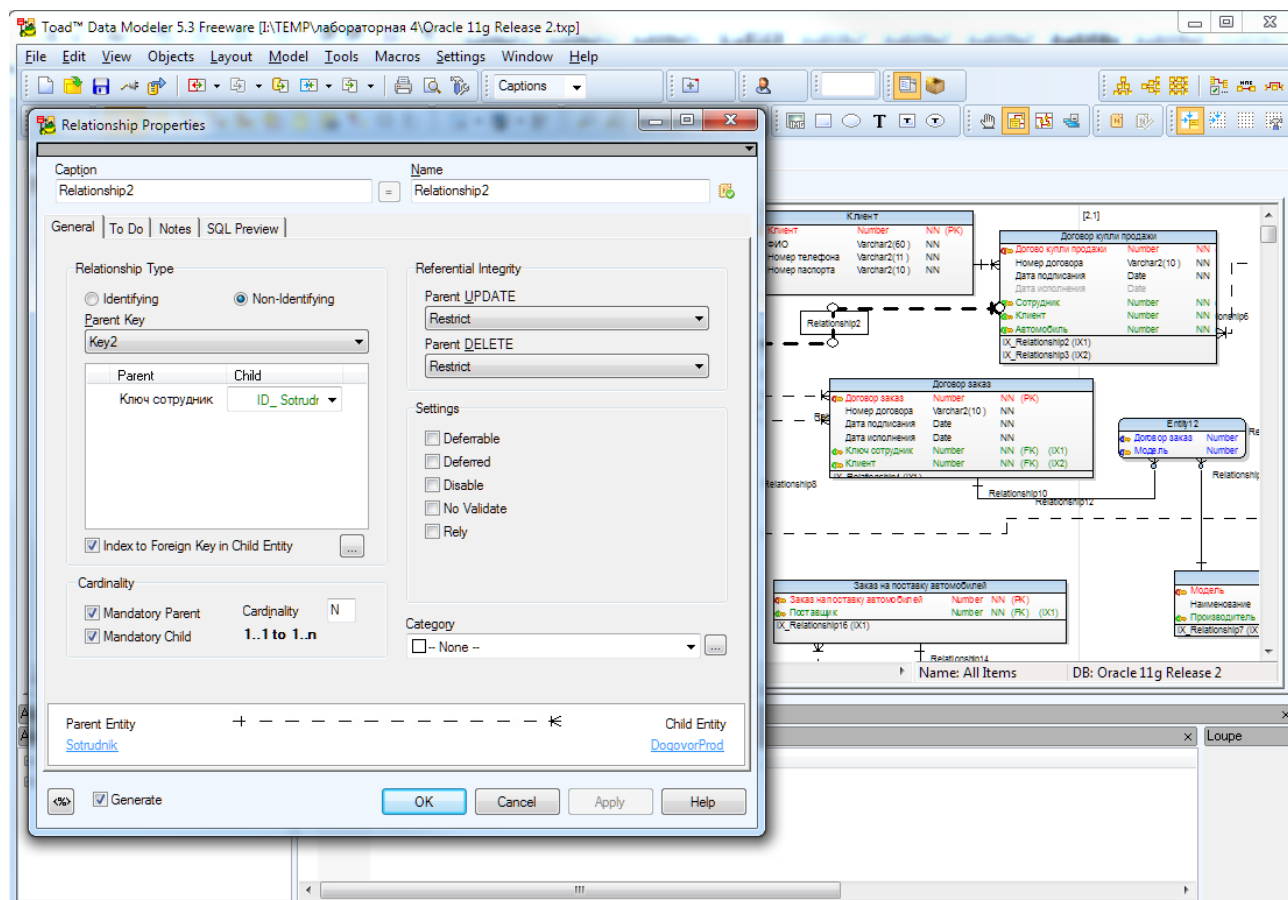 Toad™ Data Modeler 5.3 Freeware [I:\TEMP\лабораторная 4\Oracle 11g Release 2.txp]
File Edit View Objects Layout Model Tools Macros Settings Window Help
Captions
Relationship Properties
Caption
Name
Relationship2
=
Relationship2
General To Do Notes SQL Preview
Relationship Type
Identifying
Non-Identifying
Parent Key
Key2
Parent Child
Ключ сотрудник ID_ Sotrudr
Index to Foreign Key in Child Entity
...
Cardinality
Mandatory Parent
Cardinality N
Mandatory Child
1..1 to 1..n
Referential Integrity
Parent UPDATE
Restrict
Parent DELETE
Restrict
Settings
Deferrable
Deferred
Disable
No Validate
Rely
Category
-- None --
...
Parent Entity
Child Entity
Sotrudnik
DogovorProd
<%>
Generate
OK Cancel Apply Help
Клиент
Клиент Number NN (PK)
ФИО Varchar2(60 ) NN
Номер телефона Varchar2(11 ) NN
Номер паспорта Varchar2(10 ) NN
[2.1]
Договор купли продажи
Догово купли продажи Number NN
Номер договора Varchar2(10 ) NN
Дата подписания Date NN
Дата исполнения Date
Сотрудник Number NN
Клиент Number NN
Автомобиль Number NN
IX_Relationship2 (IX1)
IX_Relationship3 (IX2)
Relationship2
nship6
Договор заказ
Договор заказ Number NN (PK)
Номер договора Varchar2(10 ) NN
Дата подписания Date NN
Дата исполнения Date NN
Ключ сотрудник Number NN (FK) (IX1)
Клиент Number NN (FK) (IX2)
IX_Relationship4 (IX1)
Entity12
Договор заказ Number
Модель Number
Re
Relationship
elationship8
Relationship10
Relationship12
Заказ на поставку автомобилей
Заказ на поставку автомобилей Number NN (PK)
Поставщик Number NN (FK) (IX1)
IX_Relationship16 (IX1)
Модель
Наименование
Производитель
IX_Relationship7 (IX
Relationship14
Name: All Items DB: Oracle 11g Release 2
Loupe